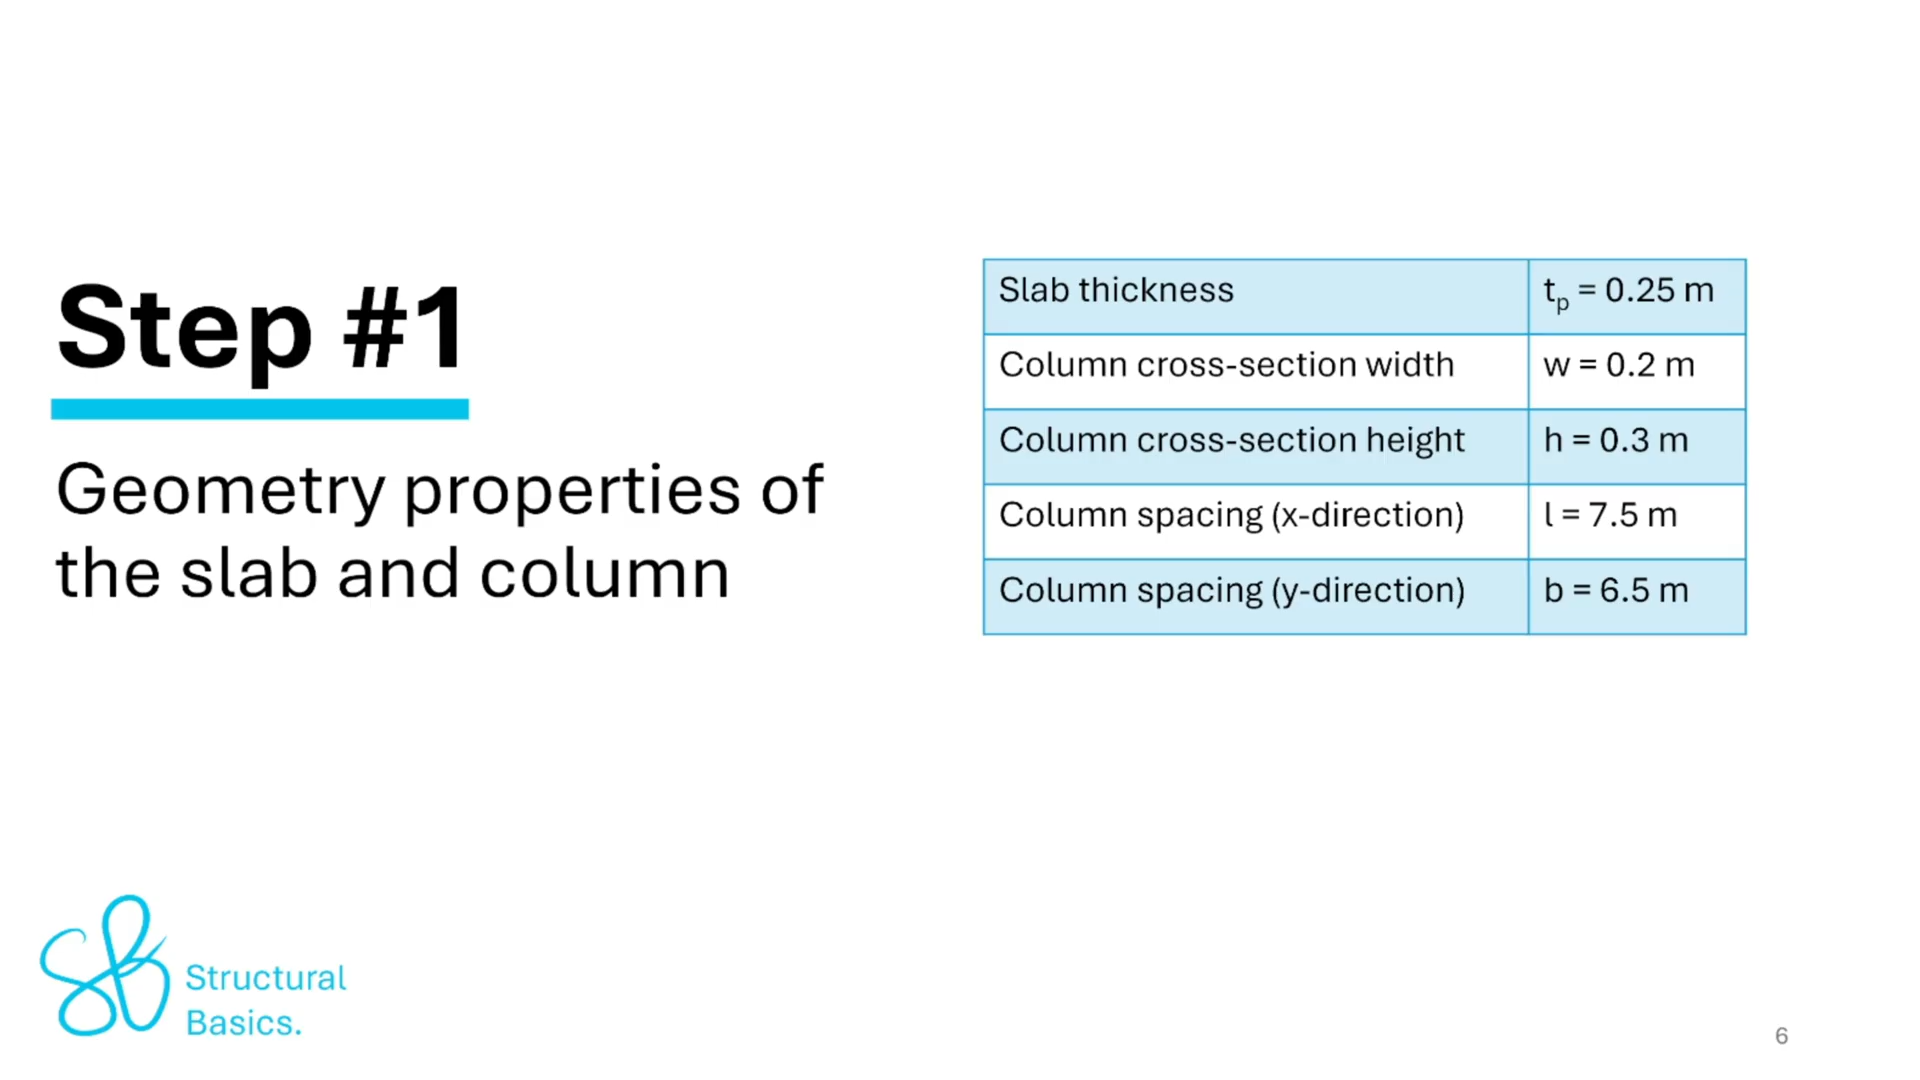 Step #1
Geometry properties of
the slab and column
Slab thickness tp = 0.25 m
Column cross-section width w = 0.2 m
Column cross-section height h = 0.3 m
Column spacing (x-direction) l = 7.5 m
Column spacing (y-direction) b = 6.5 m
Structural
Basics.
6